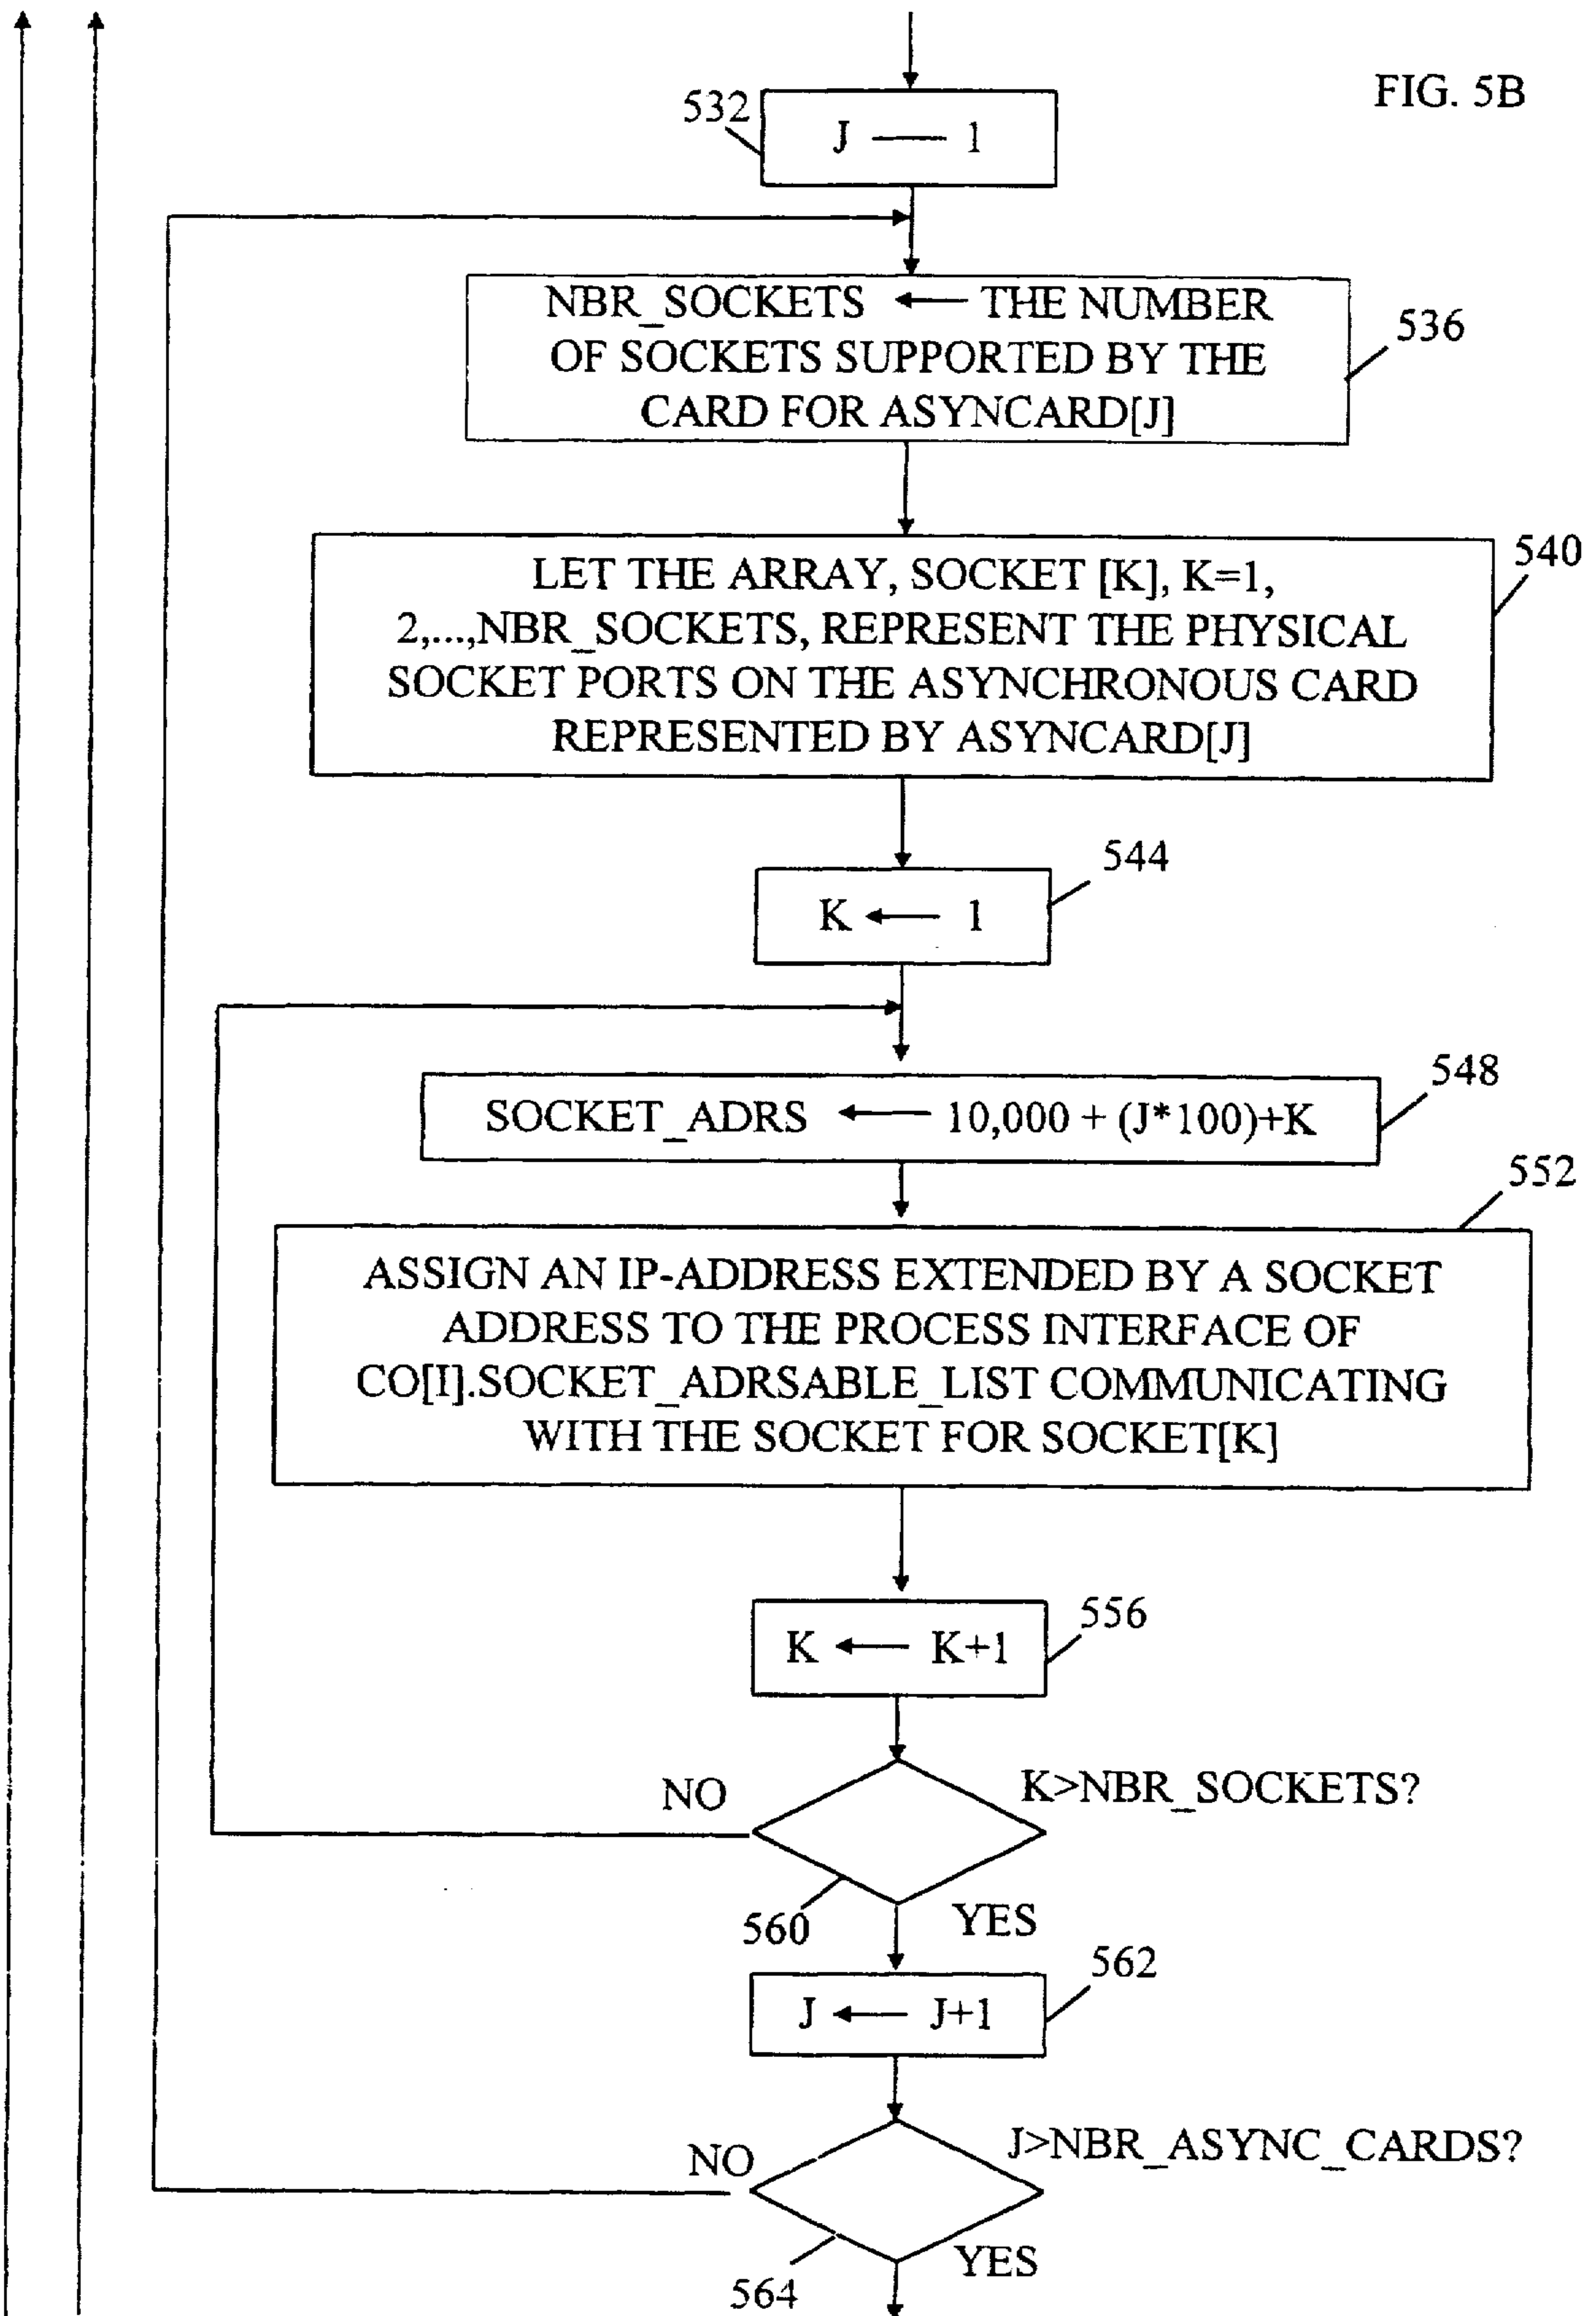 FIG. 5B
532
J — 1
NBR_SOCKETS ← THE NUMBER
OF SOCKETS SUPPORTED BY THE
CARD FOR ASYNCARD[J]
536
540
LET THE ARRAY, SOCKET [K], K=1,
2,...,NBR_SOCKETS, REPRESENT THE PHYSICAL
SOCKET PORTS ON THE ASYNCHRONOUS CARD
REPRESENTED BY ASYNCARD[J]
544
K ← 1
548
SOCKET_ADRS ← 10,000 + (J*100)+K
552
ASSIGN AN IP-ADDRESS EXTENDED BY A SOCKET
ADDRESS TO THE PROCESS INTERFACE OF
CO[I].SOCKET_ADRSABLE_LIST COMMUNICATING
WITH THE SOCKET FOR SOCKET[K]
556
K ← K+1
NO
K>NBR_SOCKETS?
560
YES
562
J ← J+1
NO
J>NBR_ASYNC_CARDS?
564
YES